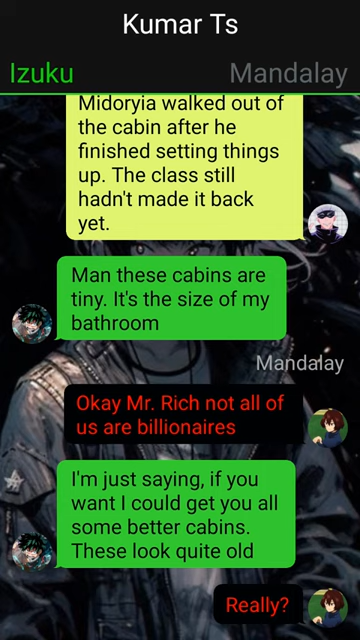 Kumar Ts
Izuku
Mandalay
Midoryia walked out of
the cabin after he
finished setting things
up. The class still
hadn't made it back
yet.
Man these cabins are
tiny. It's the size of my
bathroom
Mandalay
Okay Mr. Rich not all of
us are billionaires
I'm just saying, if you
want I could get you all
some better cabins.
These look quite old
Really?